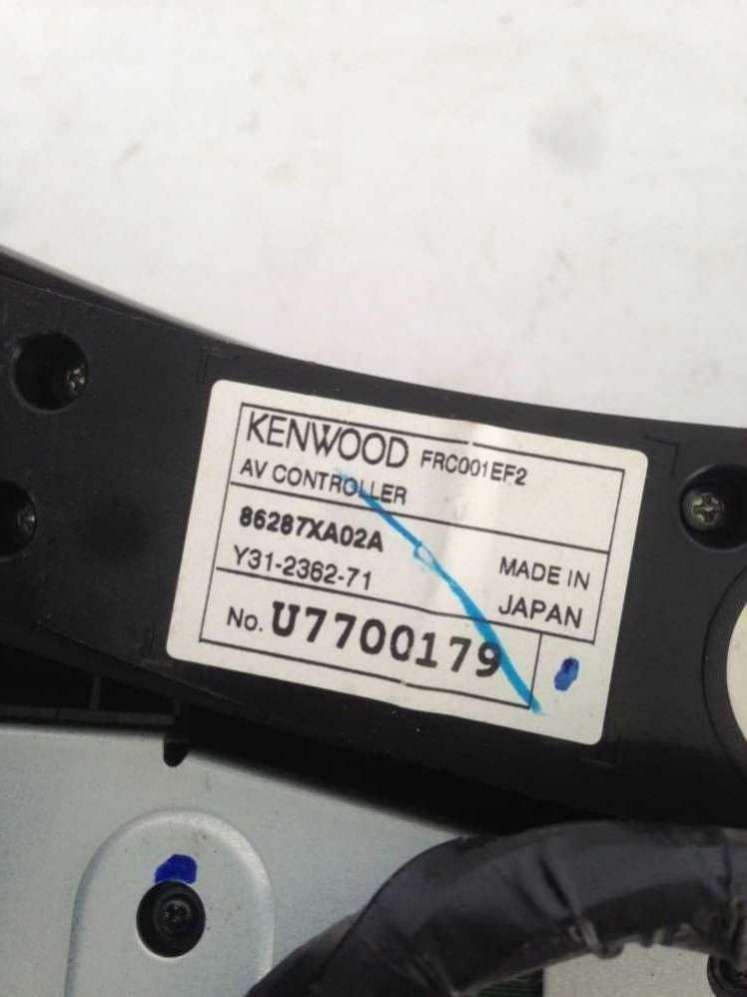 KENWOOD FRC001EF2
AV CONTROLLER
86287XA02A
Y31-2362-71
MADE IN
JAPAN
No. U7700179